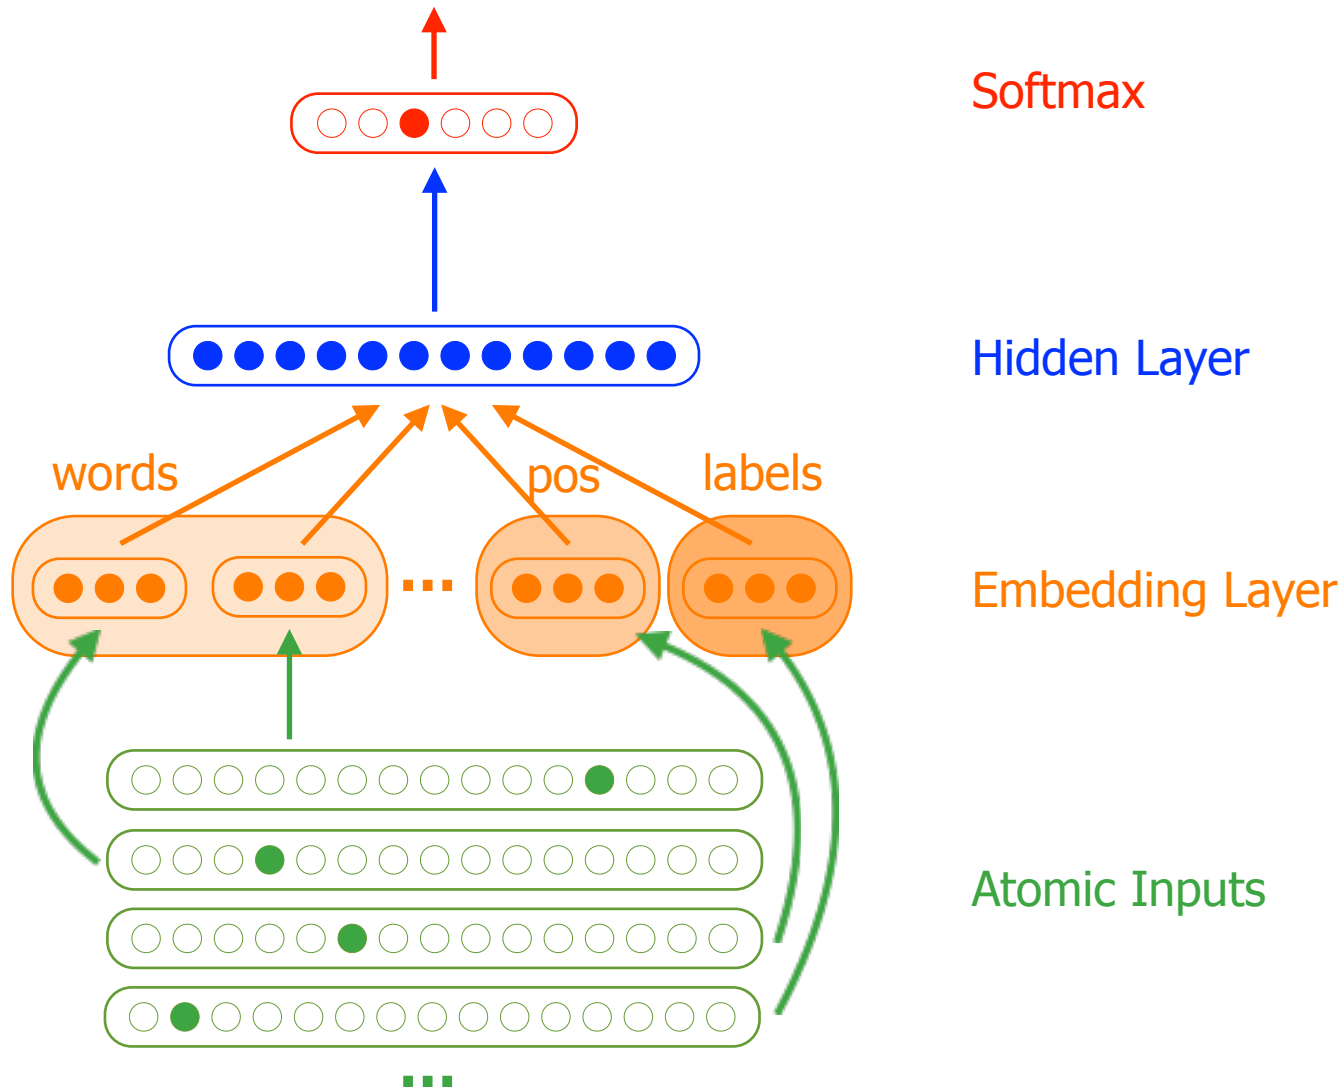 Softmax
Hidden Layer
words
pos
labels
...
Embedding Layer
Atomic Inputs
...